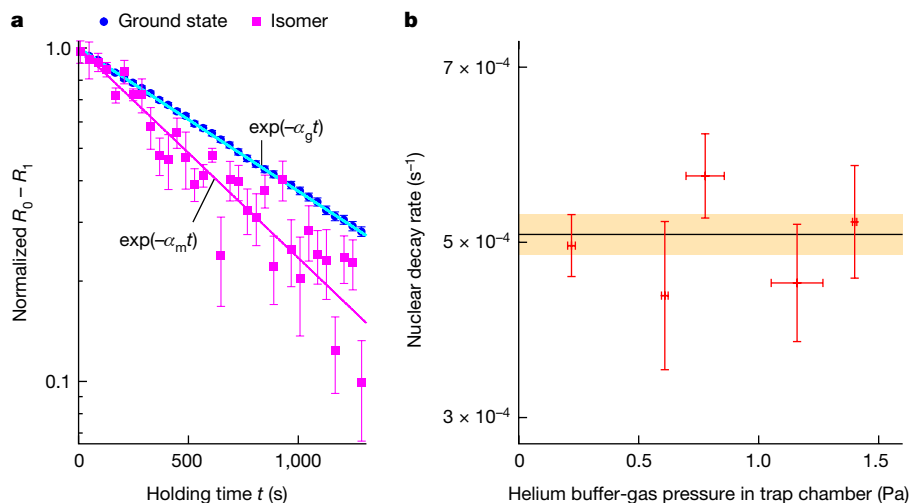 a
Ground state
Isomer
1.0
0.1
Normalized R₀ – R₁
exp(–αgt)
exp(–αmt)
0
500
1,000
Holding time t (s)
b
7 × 10⁻⁴
5 × 10⁻⁴
3 × 10⁻⁴
Nuclear decay rate (s⁻¹)
0
0.5
1.0
1.5
Helium buffer-gas pressure in trap chamber (Pa)